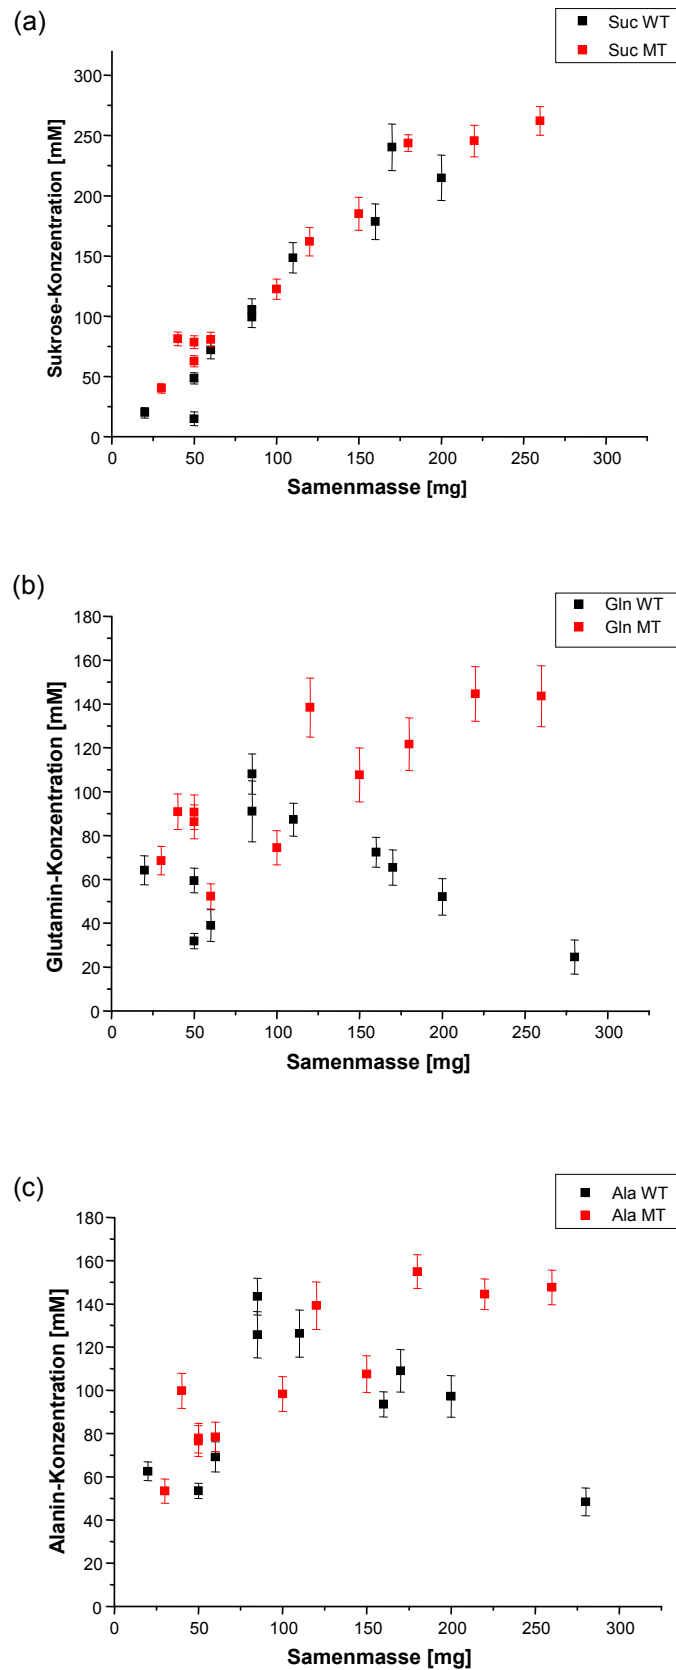 (a)
Suc WT
Suc MT
Sukrose-Konzentration [mM]
300
250
200
150
100
50
0
0 50 100 150 200 250 300
Samenmasse [mg]
(b)
Gln WT
Gln MT
Glutamin-Konzentration [mM]
180
160
140
120
100
80
60
40
20
0
0 50 100 150 200 250 300
Samenmasse [mg]
(c)
Ala WT
Ala MT
Alanin-Konzentration [mM]
180
160
140
120
100
80
60
40
20
0
0 50 100 150 200 250 300
Samenmasse [mg]